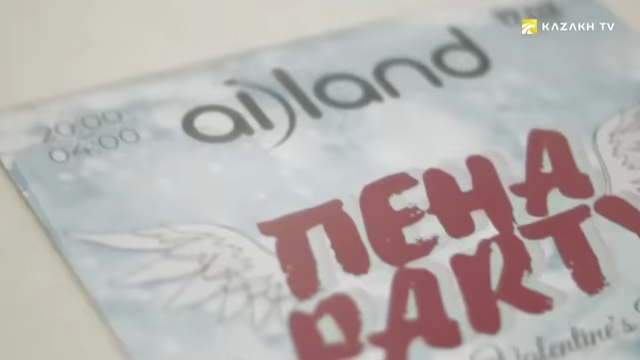 KAZAKH TV
ai)land
20:00
04:00
ПЕНА
PARTY
Valentine's